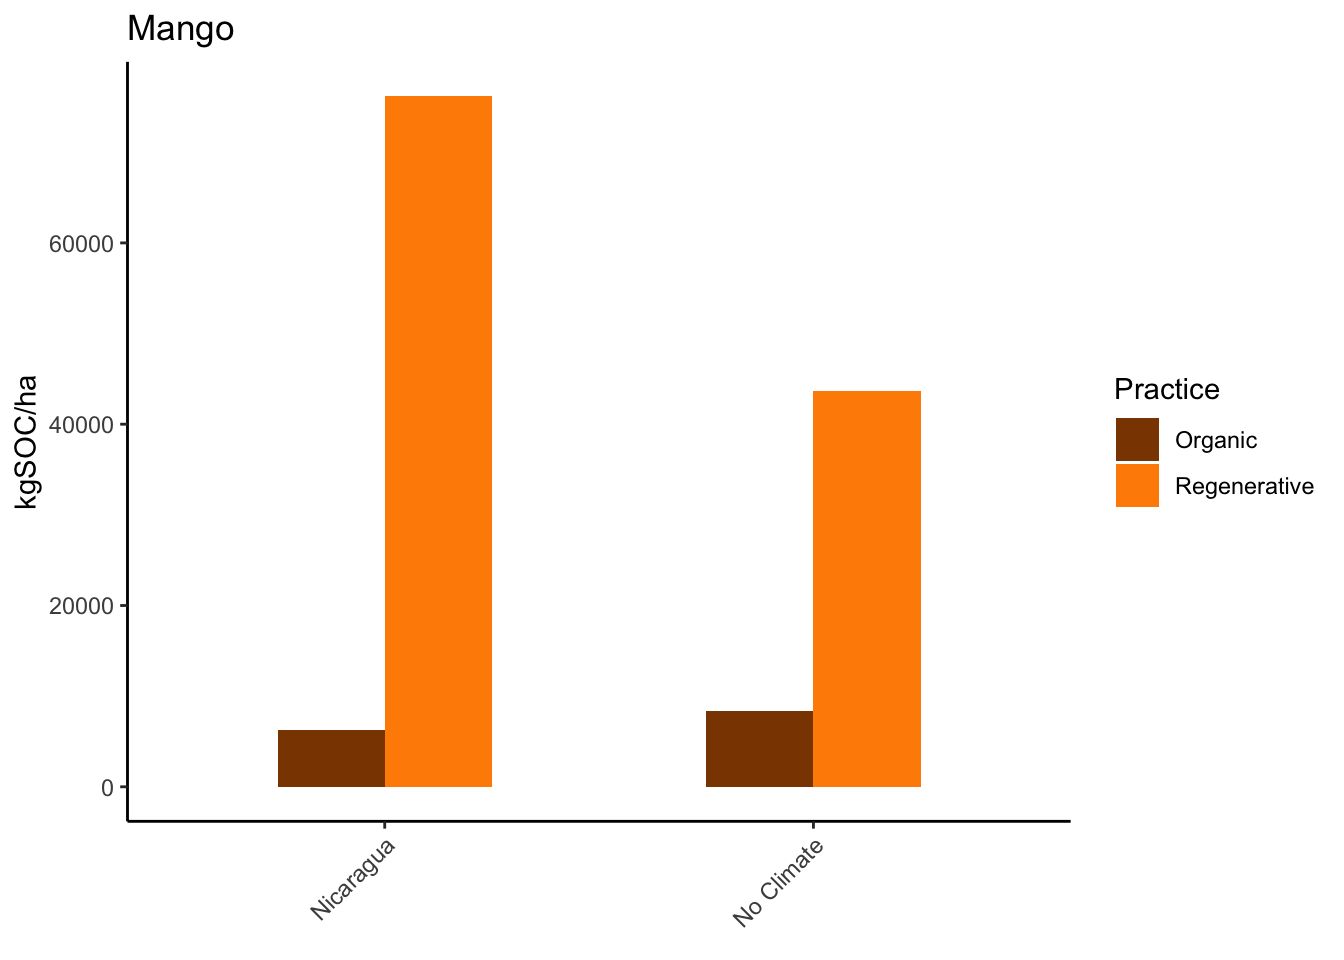 Mango
kgSOC/ha
60000
40000
20000
0
Nicaragua
No Climate
Practice
Organic
Regenerative